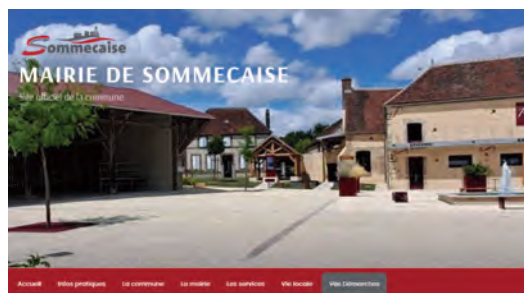 Sommecaise
MAIRIE DE SOMMECAISE
Site officiel de la commune
Accueil Infos pratiques La commune La mairie Les services Vie locale Vos Démarches